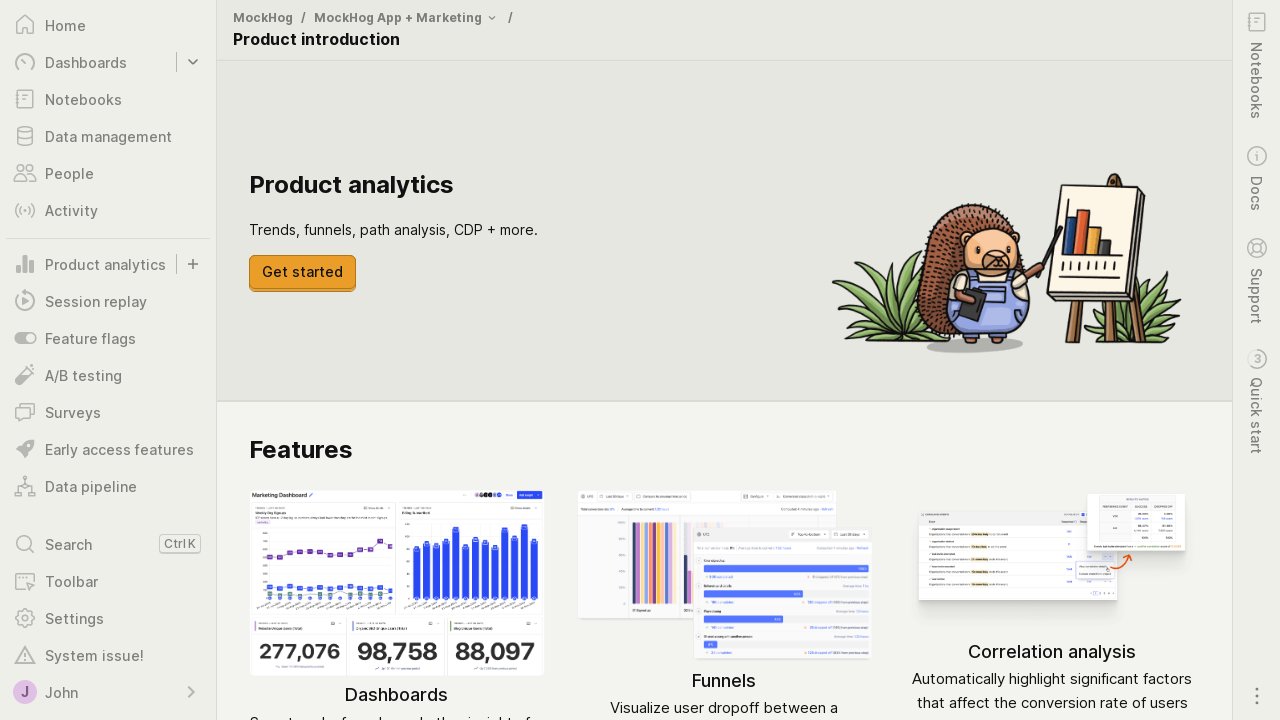 Home
Dashboards
Notebooks
Data management
People
Activity
Product analytics
Session replay
Feature flags
A/B testing
Surveys
Early access features
Data pipeline
Search
Ctrl K
Toolbar
Settings
System issue!
John
MockHog / MockHog App + Marketing /
Product introduction
Product analytics
Trends, funnels, path analysis, CDP + more.
Get started
Features
Marketing Dashboard
277,076
98,758
88,097
Dashboards
Funnels
Visualize user dropoff between a
Correlation analysis
Automatically highlight significant factors
that affect the conversion rate of users
Notebooks
Docs
Support
3
Quick start